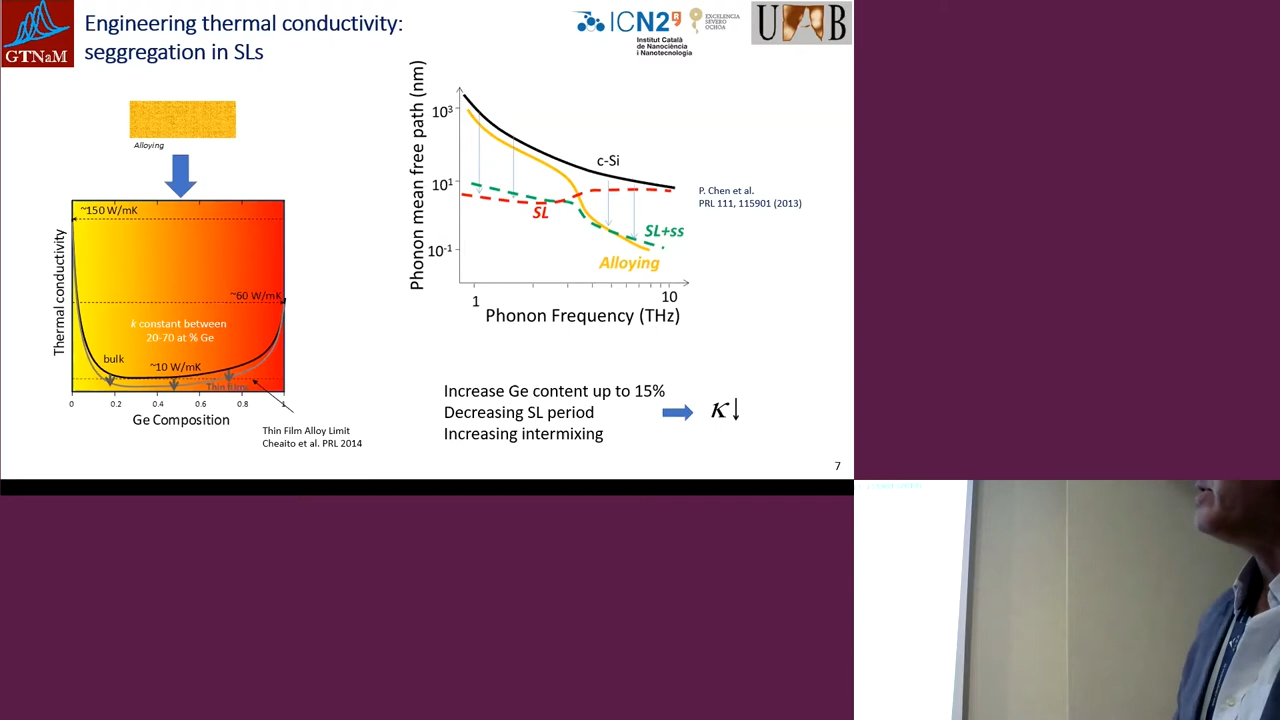 GTNaM
Engineering thermal conductivity:
seggregation in SLs
ICN2
Institut Català
de Nanociència
i Nanotecnologia
EXCELENCIA
SEVERO
OCHOA
UAB
Alloying
Thermal conductivity
~150 W/mK
~60 W/mK
k constant between
20-70 at % Ge
bulk
~10 W/mK
Thin films
0 0.2 0.4 0.6 0.8 1
Ge Composition
Thin Film Alloy Limit
Cheaito et al. PRL 2014
Phonon mean free path (nm)
10³
10¹
10⁻¹
c-Si
SL
SL+ss
Alloying
1 10
Phonon Frequency (THz)
P. Chen et al.
PRL 111, 115901 (2013)
Increase Ge content up to 15%
Decreasing SL period
Increasing intermixing
κ↓
7